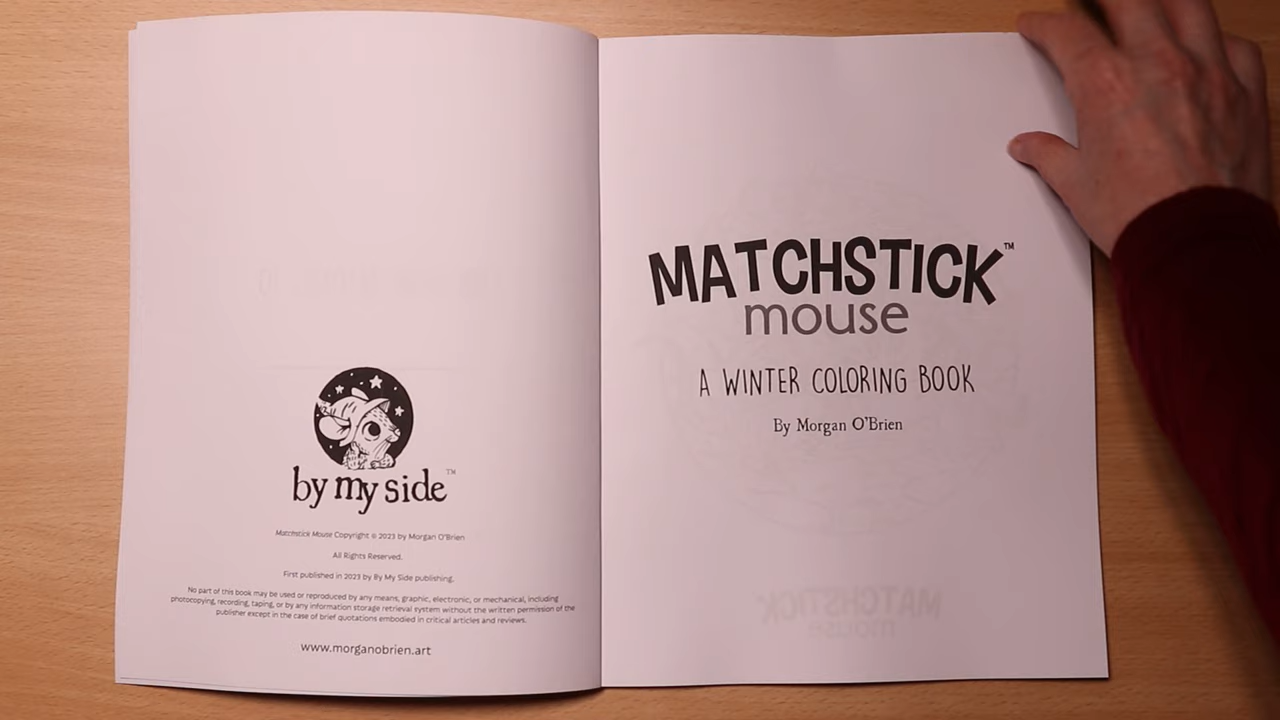 by my side™
Matchstick Mouse Copyright © 2023 by Morgan O'Brien
All Rights Reserved.
First published in 2023 by By My Side publishing.
No part of this book may be used or reproduced by any means, graphic, electronic, or mechanical, including
photocopying, recording, taping, or by any information storage retrieval system without the written permission of the
publisher except in the case of brief quotations embodied in critical articles and reviews.
www.morganobrien.art
MATCHSTICK™
mouse
A WINTER COLORING BOOK
By Morgan O'Brien
MATCHSTICK
mouse